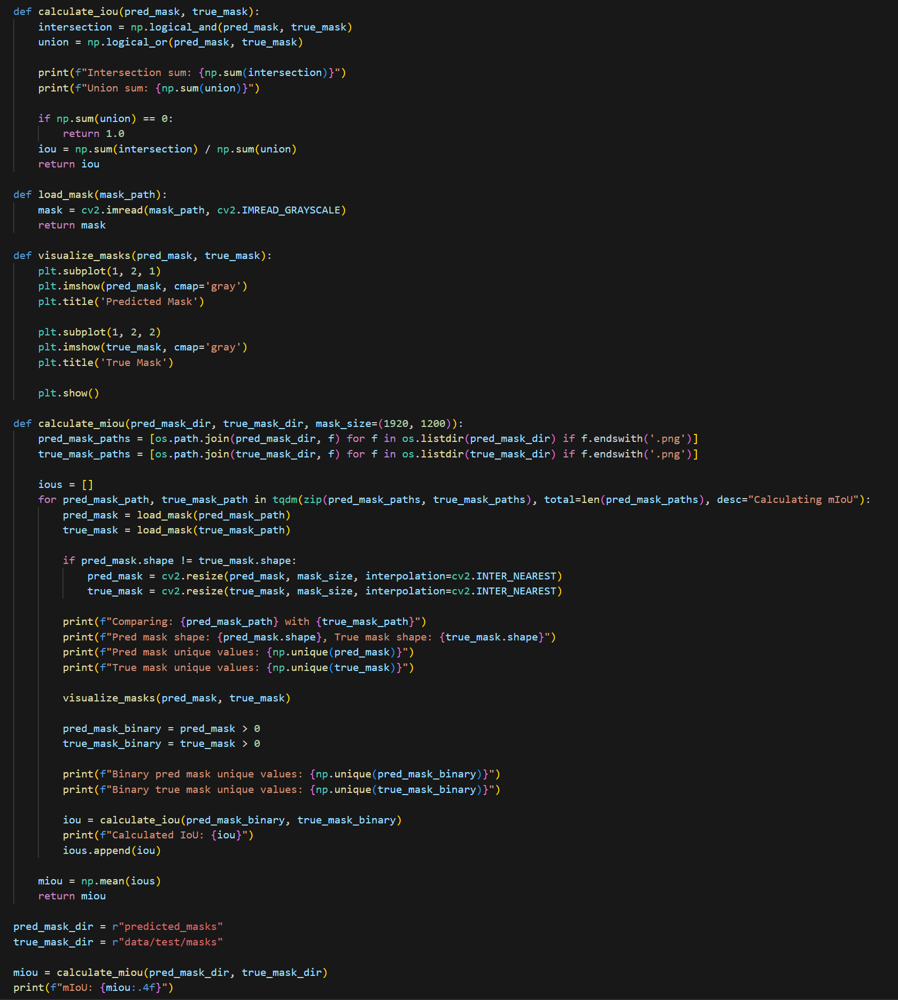 def calculate_iou(pred_mask, true_mask):
    intersection = np.logical_and(pred_mask, true_mask)
    union = np.logical_or(pred_mask, true_mask)

    print(f"Intersection sum: {np.sum(intersection)}")
    print(f"Union sum: {np.sum(union)}")

    if np.sum(union) == 0:
        return 1.0
    iou = np.sum(intersection) / np.sum(union)
    return iou

def load_mask(mask_path):
    mask = cv2.imread(mask_path, cv2.IMREAD_GRAYSCALE)
    return mask

def visualize_masks(pred_mask, true_mask):
    plt.subplot(1, 2, 1)
    plt.imshow(pred_mask, cmap='gray')
    plt.title('Predicted Mask')

    plt.subplot(1, 2, 2)
    plt.imshow(true_mask, cmap='gray')
    plt.title('True Mask')

    plt.show()

def calculate_miou(pred_mask_dir, true_mask_dir, mask_size=(1920, 1200)):
    pred_mask_paths = [os.path.join(pred_mask_dir, f) for f in os.listdir(pred_mask_dir) if f.endswith('.png')]
    true_mask_paths = [os.path.join(true_mask_dir, f) for f in os.listdir(true_mask_dir) if f.endswith('.png')]

    ious = []
    for pred_mask_path, true_mask_path in tqdm(zip(pred_mask_paths, true_mask_paths), total=len(pred_mask_paths), desc="Calculating mIoU"):
        pred_mask = load_mask(pred_mask_path)
        true_mask = load_mask(true_mask_path)

        if pred_mask.shape != true_mask.shape:
            pred_mask = cv2.resize(pred_mask, mask_size, interpolation=cv2.INTER_NEAREST)
            true_mask = cv2.resize(true_mask, mask_size, interpolation=cv2.INTER_NEAREST)

        print(f"Comparing: {pred_mask_path} with {true_mask_path}")
        print(f"Pred mask shape: {pred_mask.shape}, True mask shape: {true_mask.shape}")
        print(f"Pred mask unique values: {np.unique(pred_mask)}")
        print(f"True mask unique values: {np.unique(true_mask)}")

        visualize_masks(pred_mask, true_mask)

        pred_mask_binary = pred_mask > 0
        true_mask_binary = true_mask > 0

        print(f"Binary pred mask unique values: {np.unique(pred_mask_binary)}")
        print(f"Binary true mask unique values: {np.unique(true_mask_binary)}")

        iou = calculate_iou(pred_mask_binary, true_mask_binary)
        print(f"Calculated IoU: {iou}")
        ious.append(iou)

    miou = np.mean(ious)
    return miou

pred_mask_dir = r"predicted_masks"
true_mask_dir = r"data/test/masks"

miou = calculate_miou(pred_mask_dir, true_mask_dir)
print(f"mIoU: {miou:.4f}")